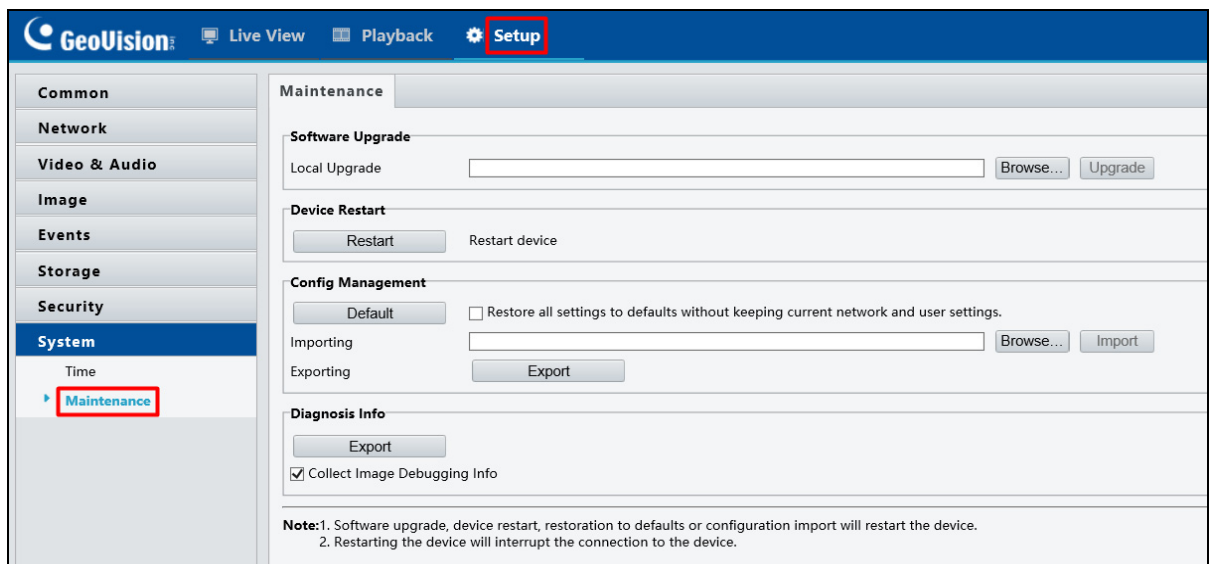 GeoVision Live View Playback Setup
Common
Network
Video & Audio
Image
Events
Storage
Security
System
Time
Maintenance
Maintenance
Software Upgrade
Local Upgrade Browse... Upgrade
Device Restart
Restart Restart device
Config Management
Default Restore all settings to defaults without keeping current network and user settings.
Importing Browse... Import
Exporting Export
Diagnosis Info
Export
Collect Image Debugging Info
Note:1. Software upgrade, device restart, restoration to defaults or configuration import will restart the device.
2. Restarting the device will interrupt the connection to the device.